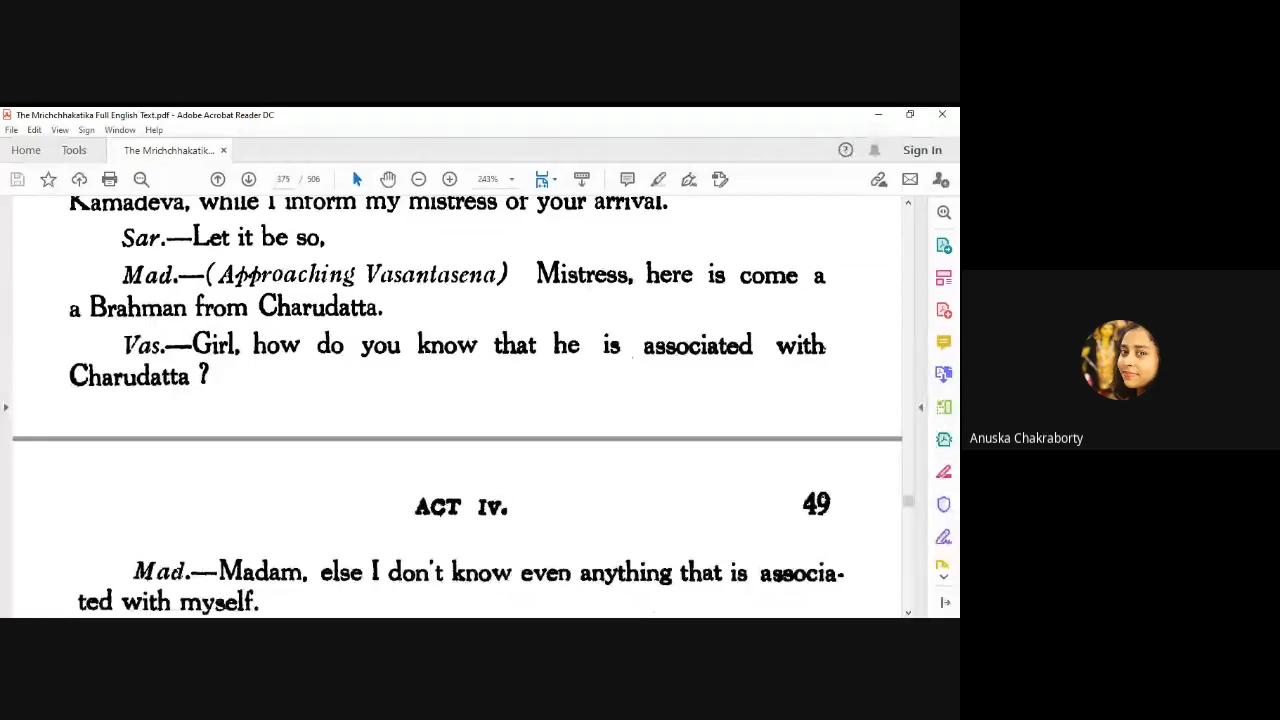 The Mrichchhakatika Full English Text.pdf - Adobe Acrobat Reader DC
File Edit View Sign Window Help
Home Tools The Mrichchhakatik... × Sign In
375 / 506 243%
Kamadeva, while I inform my mistress of your arrival.
Sar.—Let it be so,
Mad.—(Approaching Vasantasena) Mistress, here is come a
a Brahman from Charudatta.
Vas.—Girl, how do you know that he is associated with
Charudatta ?
ACT IV. 49
Mad.—Madam, else I don't know even anything that is associa-
ted with myself.
Anuska Chakraborty